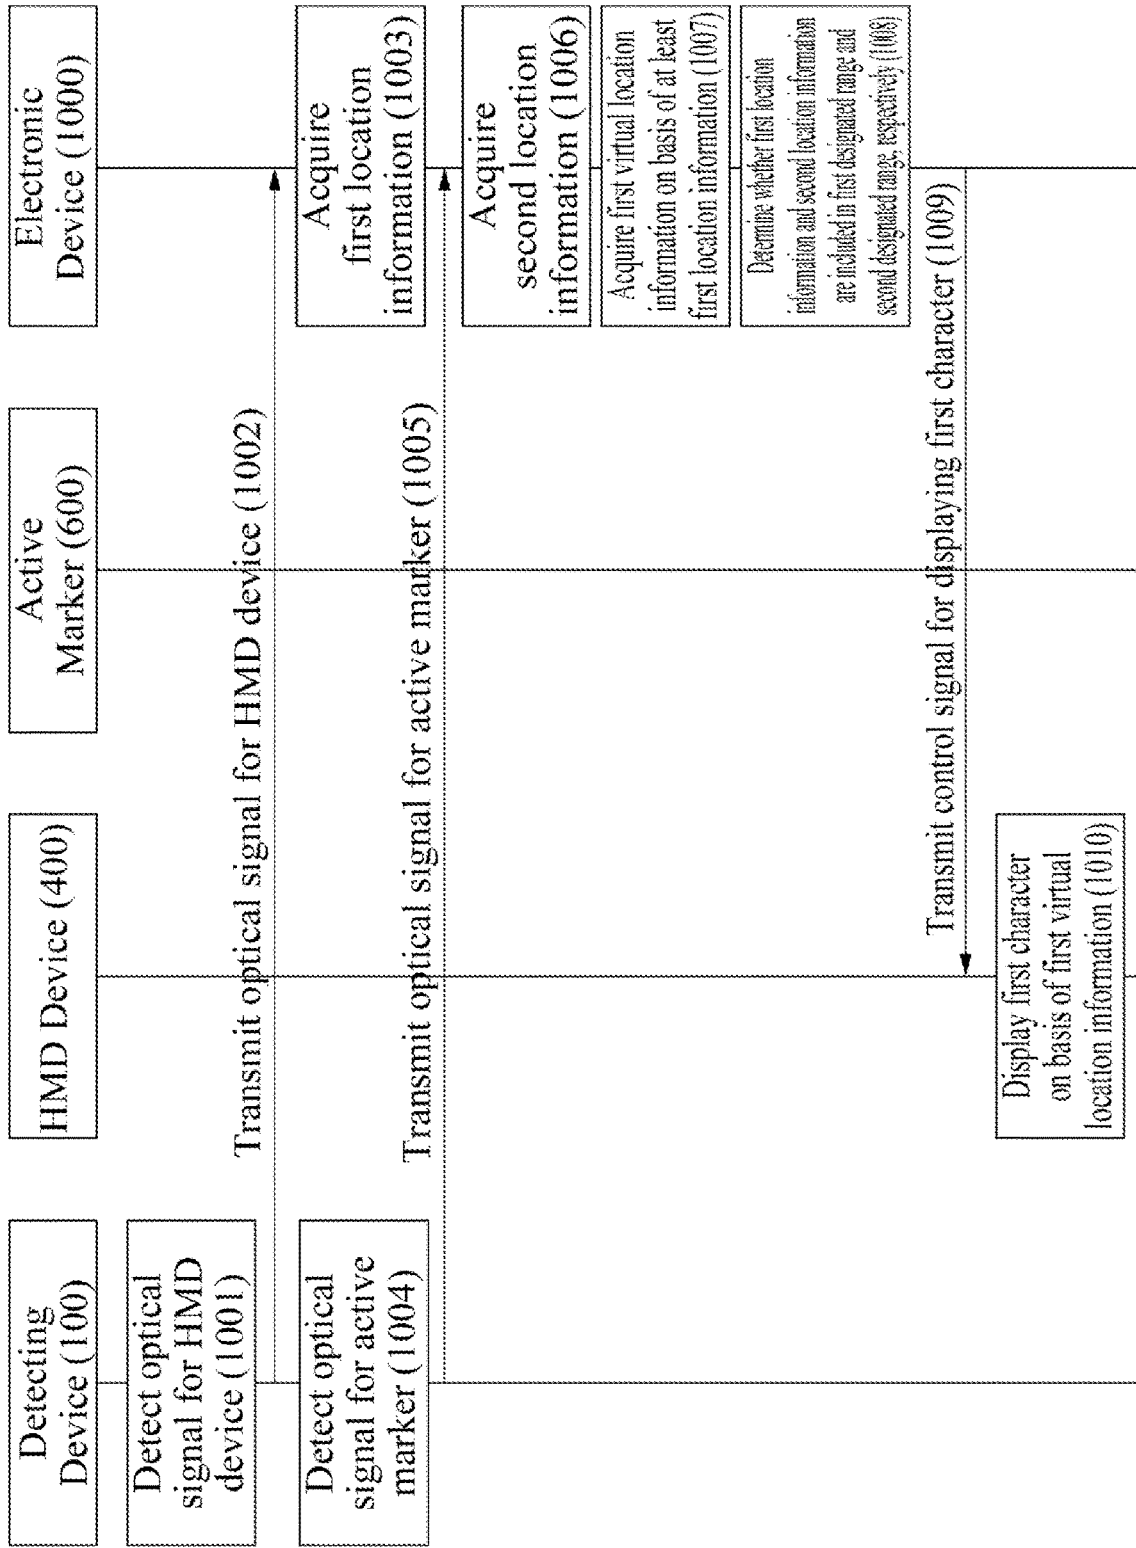 Detecting
Device (100)
HMD Device (400)
Active
Marker (600)
Electronic
Device (1000)
Detect optical
signal for HMD
device (1001)
Transmit optical signal for HMD device (1002)
Acquire
first location
information (1003)
Detect optical
signal for active
marker (1004)
Transmit optical signal for active marker (1005)
Acquire
second location
information (1006)
Acquire first virtual location
information on basis of at least
first location information (1007)
Determine whether first location
information and second location information
are included in first designated range and
second designated range, respectively (1008)
Transmit control signal for displaying first character (1009)
Display first character
on basis of first virtual
location information (1010)